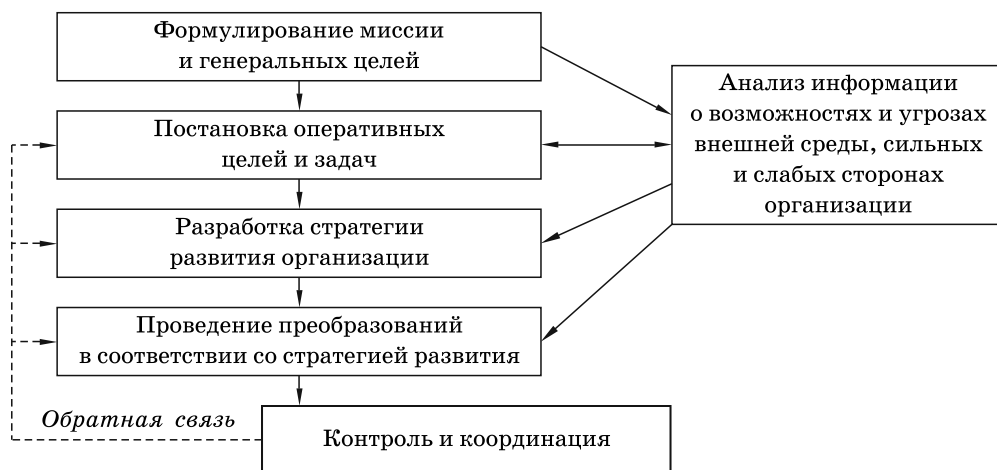 Формулирование миссии
и генеральных целей
Анализ информации
о возможностях и угрозах
внешней среды, сильных
и слабых сторонах
организации
Постановка оперативных
целей и задач
Разработка стратегии
развития организации
Проведение преобразований
в соответствии со стратегией развития
Обратная связь
Контроль и координация